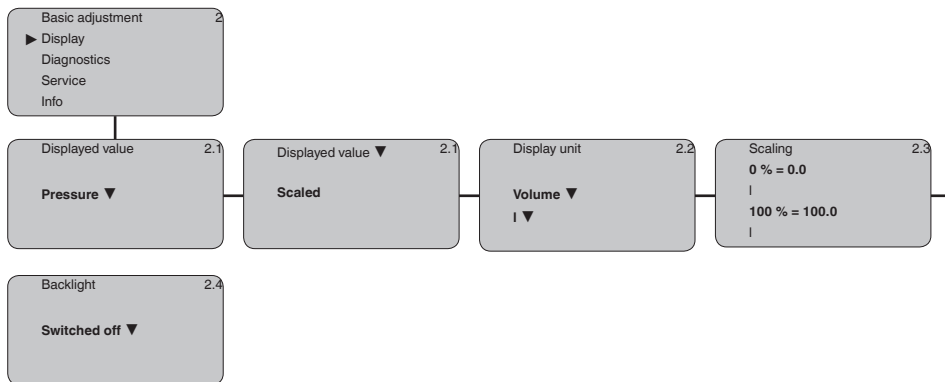 Basic adjustment 2
▶ Display
Diagnostics
Service
Info
Displayed value 2.1
Pressure ▼
Displayed value ▼ 2.1
Scaled
Display unit 2.2
Volume ▼
l ▼
Scaling 2.3
0 % = 0.0
l
100 % = 100.0
l
Backlight 2.4
Switched off ▼